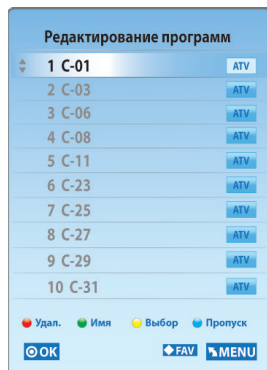 Редактирование программ
1 C-01 ATV
2 C-03 ATV
3 C-06 ATV
4 C-08 ATV
5 C-11 ATV
6 C-23 ATV
7 C-25 ATV
8 C-27 ATV
9 C-29 ATV
10 C-31 ATV
Удал. Имя Выбор Пропуск
OK FAV MENU